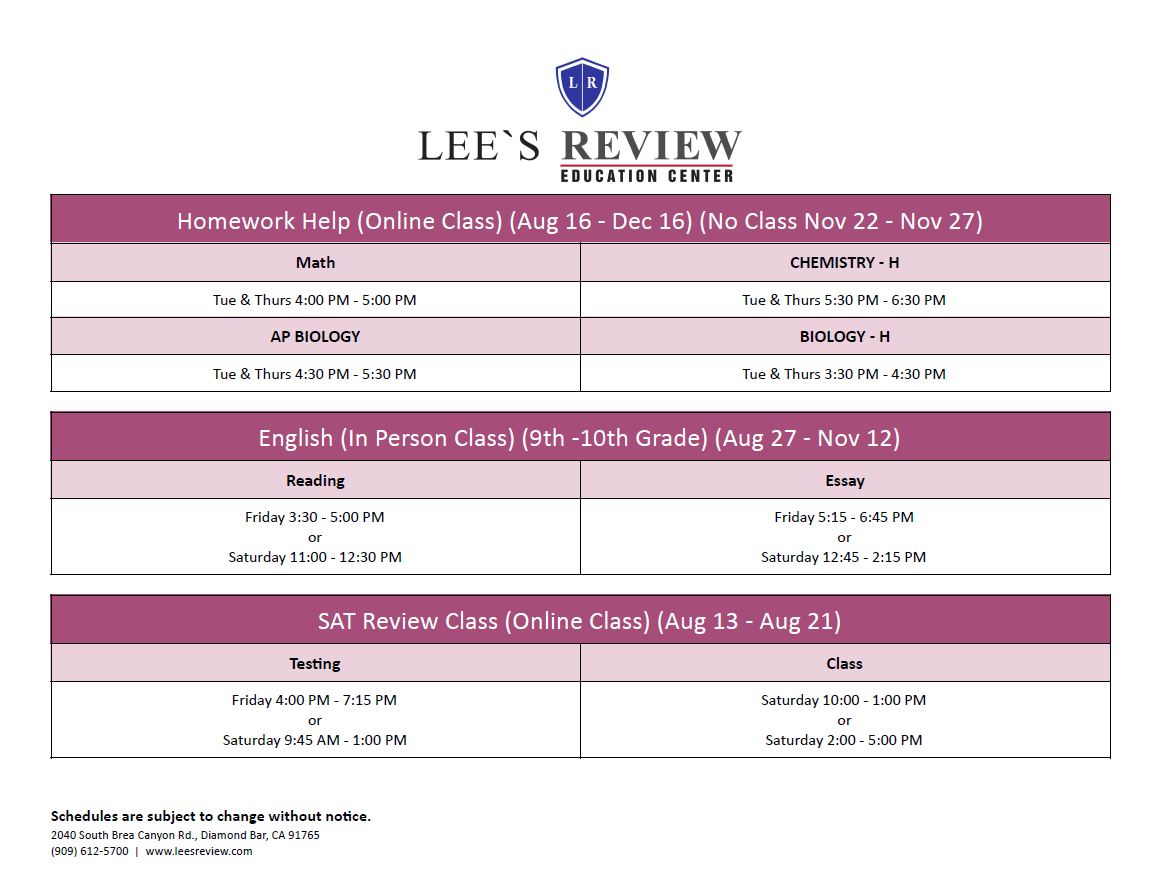 L R
LEE`S REVIEW
EDUCATION CENTER
Homework Help (Online Class) (Aug 16 - Dec 16) (No Class Nov 22 - Nov 27)
Math
CHEMISTRY - H
Tue & Thurs 4:00 PM - 5:00 PM
Tue & Thurs 5:30 PM - 6:30 PM
AP BIOLOGY
BIOLOGY - H
Tue & Thurs 4:30 PM - 5:30 PM
Tue & Thurs 3:30 PM - 4:30 PM
English (In Person Class) (9th -10th Grade) (Aug 27 - Nov 12)
Reading
Essay
Friday 3:30 - 5:00 PM
or
Saturday 11:00 - 12:30 PM
Friday 5:15 - 6:45 PM
or
Saturday 12:45 - 2:15 PM
SAT Review Class (Online Class) (Aug 13 - Aug 21)
Testing
Class
Friday 4:00 PM - 7:15 PM
or
Saturday 9:45 AM - 1:00 PM
Saturday 10:00 - 1:00 PM
or
Saturday 2:00 - 5:00 PM
Schedules are subject to change without notice.
2040 South Brea Canyon Rd., Diamond Bar, CA 91765
(909) 612-5700 | www.leesreview.com